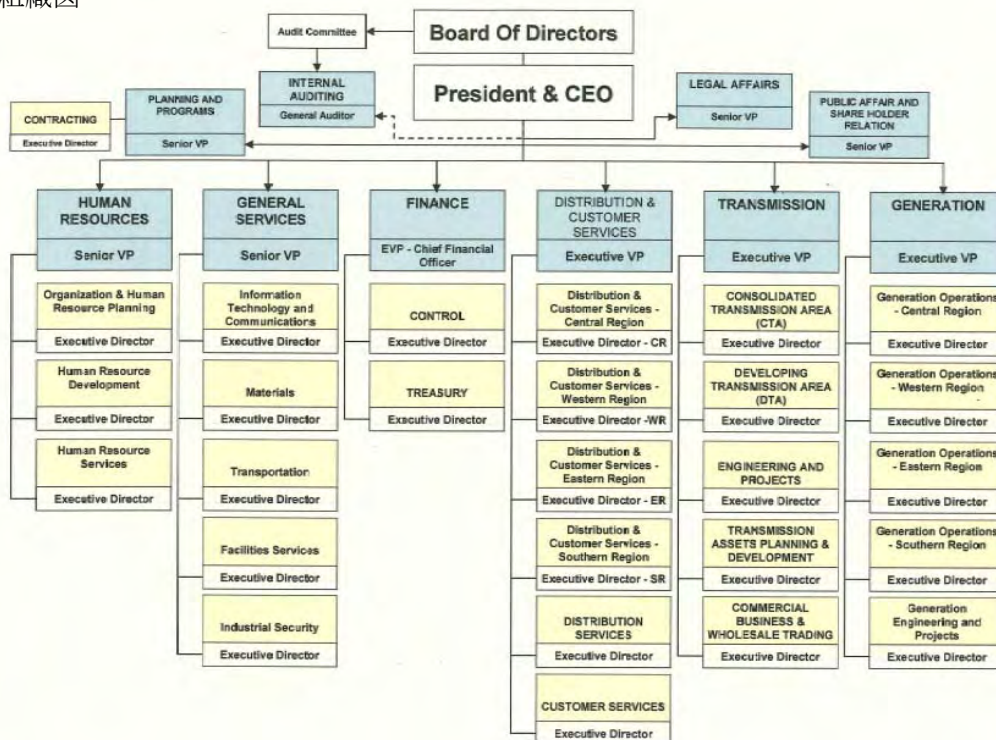 組織図
Audit Committee
Board Of Directors
INTERNAL
AUDITING
General Auditor
President & CEO
LEGAL AFFAIRS
Senior VP
PUBLIC AFFAIR AND
SHARE HOLDER
RELATION
Senior VP
CONTRACTING
Executive Director
PLANNING AND
PROGRAMS
Senior VP
HUMAN
RESOURCES
Senior VP
Organization & Human
Resource Planning
Executive Director
Human Resource
Development
Executive Director
Human Resource
Services
Executive Director
GENERAL
SERVICES
Senior VP
Information
Technology and
Communications
Executive Director
Materials
Executive Director
Transportation
Executive Director
Facilities Services
Executive Director
Industrial Security
Executive Director
FINANCE
EVP - Chief Financial
Officer
CONTROL
Executive Director
TREASURY
Executive Director
DISTRIBUTION &
CUSTOMER
SERVICES
Executive VP
Distribution &
Customer Services -
Central Region
Executive Director - CR
Distribution &
Customer Services -
Western Region
Executive Director -WR
Distribution &
Customer Services -
Eastern Region
Executive Director - ER
Distribution &
Customer Services -
Southern Region
Executive Director - SR
DISTRIBUTION
SERVICES
Executive Director
CUSTOMER SERVICES
Executive Director
TRANSMISSION
Executive VP
CONSOLIDATED
TRANSMISSION AREA
(CTA)
Executive Director
DEVELOPING
TRANSMISSION AREA
(DTA)
Executive Director
ENGINEERING AND
PROJECTS
Executive Director
TRANSMISSION
ASSETS PLANNING &
DEVELOPMENT
Executive Director
COMMERCIAL
BUSINESS &
WHOLESALE TRADING
Executive Director
GENERATION
Executive VP
Generation Operations
- Central Region
Executive Director
Generation Operations
- Western Region
Executive Director
Generation Operations
- Eastern Region
Executive Director
Generation Operations
- Southern Region
Executive Director
Generation
Engineering and
Projects
Executive Director